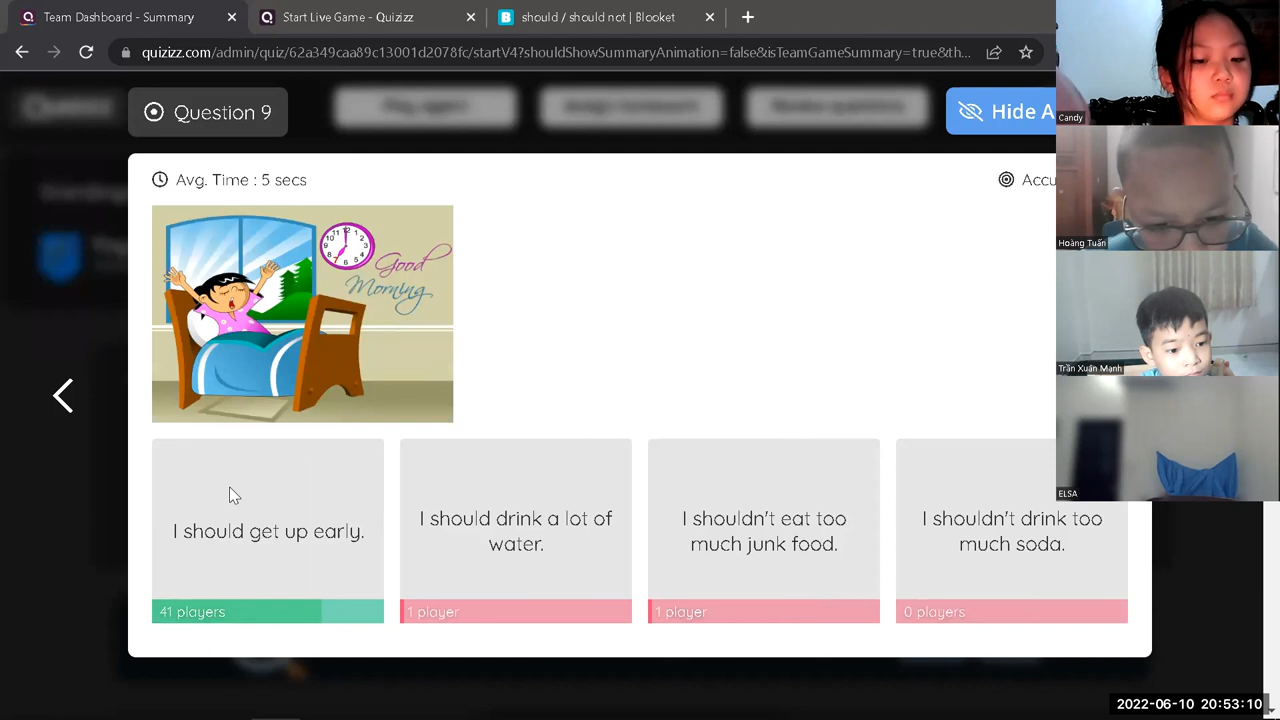 Team Dashboard - Summary
Start Live Game - Quizizz
B
should / should not | Blooket
quizizz.com/admin/quiz/62a349caa89c13001d2078fc/startV4?shouldShowSummaryAnimation=false&isTeamGameSummary=true&th...
Question 9
Hide A
Avg. Time : 5 secs
Accu
Good
Morning
I should get up early.
41 players
I should drink a lot of
water.
1 player
I shouldn't eat too
much junk food.
1 player
I shouldn't drink too
much soda.
0 players
Candy
Hoàng Tuấn
Trần Xuân Mạnh
ELSA
2022-06-10 20:53:10